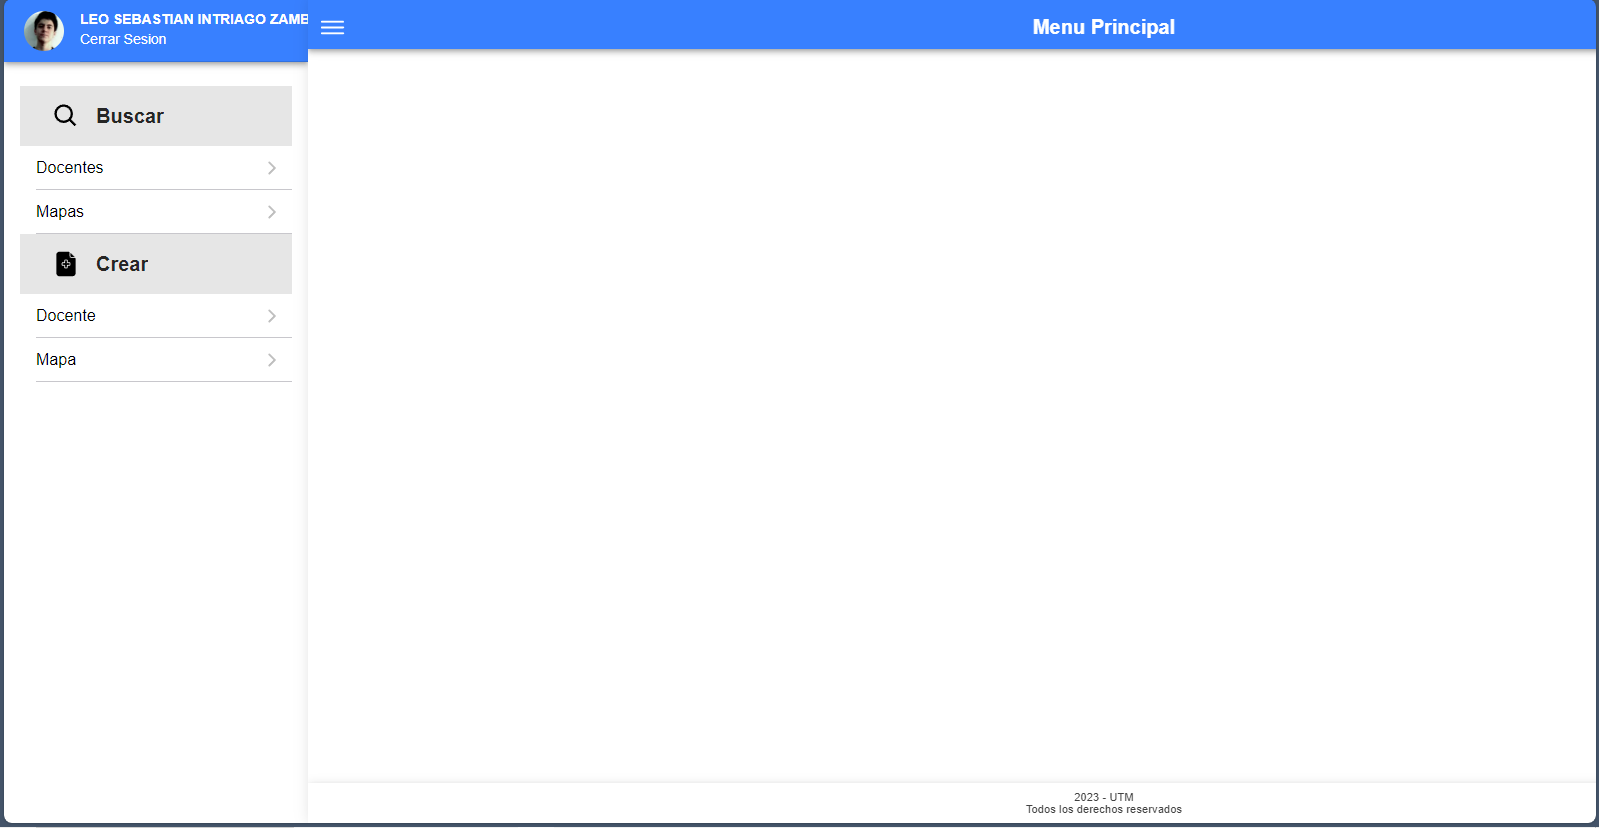 LEO SEBASTIAN INTRIAGO ZAMB
Cerrar Sesion
Menu Principal
Buscar
Docentes
Mapas
Crear
Docente
Mapa
2023 - UTM
Todos los derechos reservados